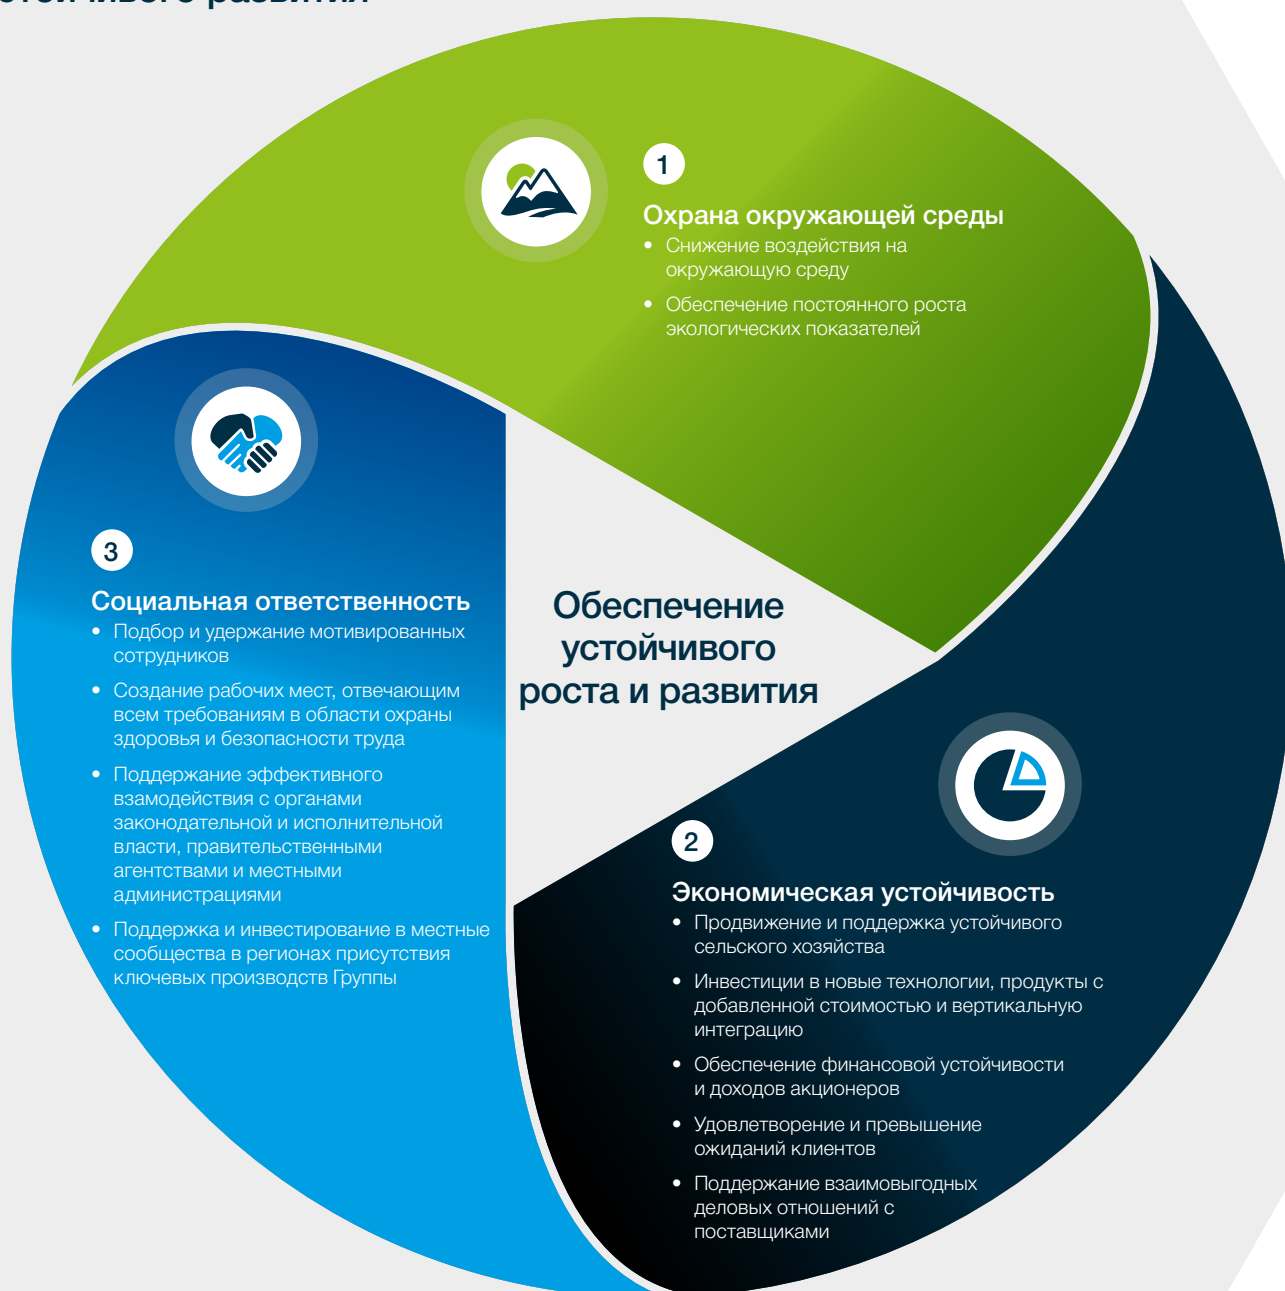 1
Охрана окружающей среды
• Снижение воздействия на
окружающую среду
• Обеспечение постоянного роста
экологических показателей
3
Социальная ответственность
• Подбор и удержание мотивированных
сотрудников
• Создание рабочих мест, отвечающим
всем требованиям в области охраны
здоровья и безопасности труда
• Поддержание эффективного
взамодействия с органами
законодательной и исполнительной
власти, правительственными
агентствами и местными
администрациями
• Поддержка и инвестирование в местные
сообщества в регионах присутствия
ключевых производств Группы
Обеспечение
устойчивого
роста и развития
2
Экономическая устойчивость
• Продвижение и поддержка устойчивого
сельского хозяйства
• Инвестиции в новые технологии, продукты с
добавленной стоимостью и вертикальную
интеграцию
• Обеспечение финансовой устойчивости
и доходов акционеров
• Удовлетворение и превышение
ожиданий клиентов
• Поддержание взаимовыгодных
деловых отношений с
поставщиками